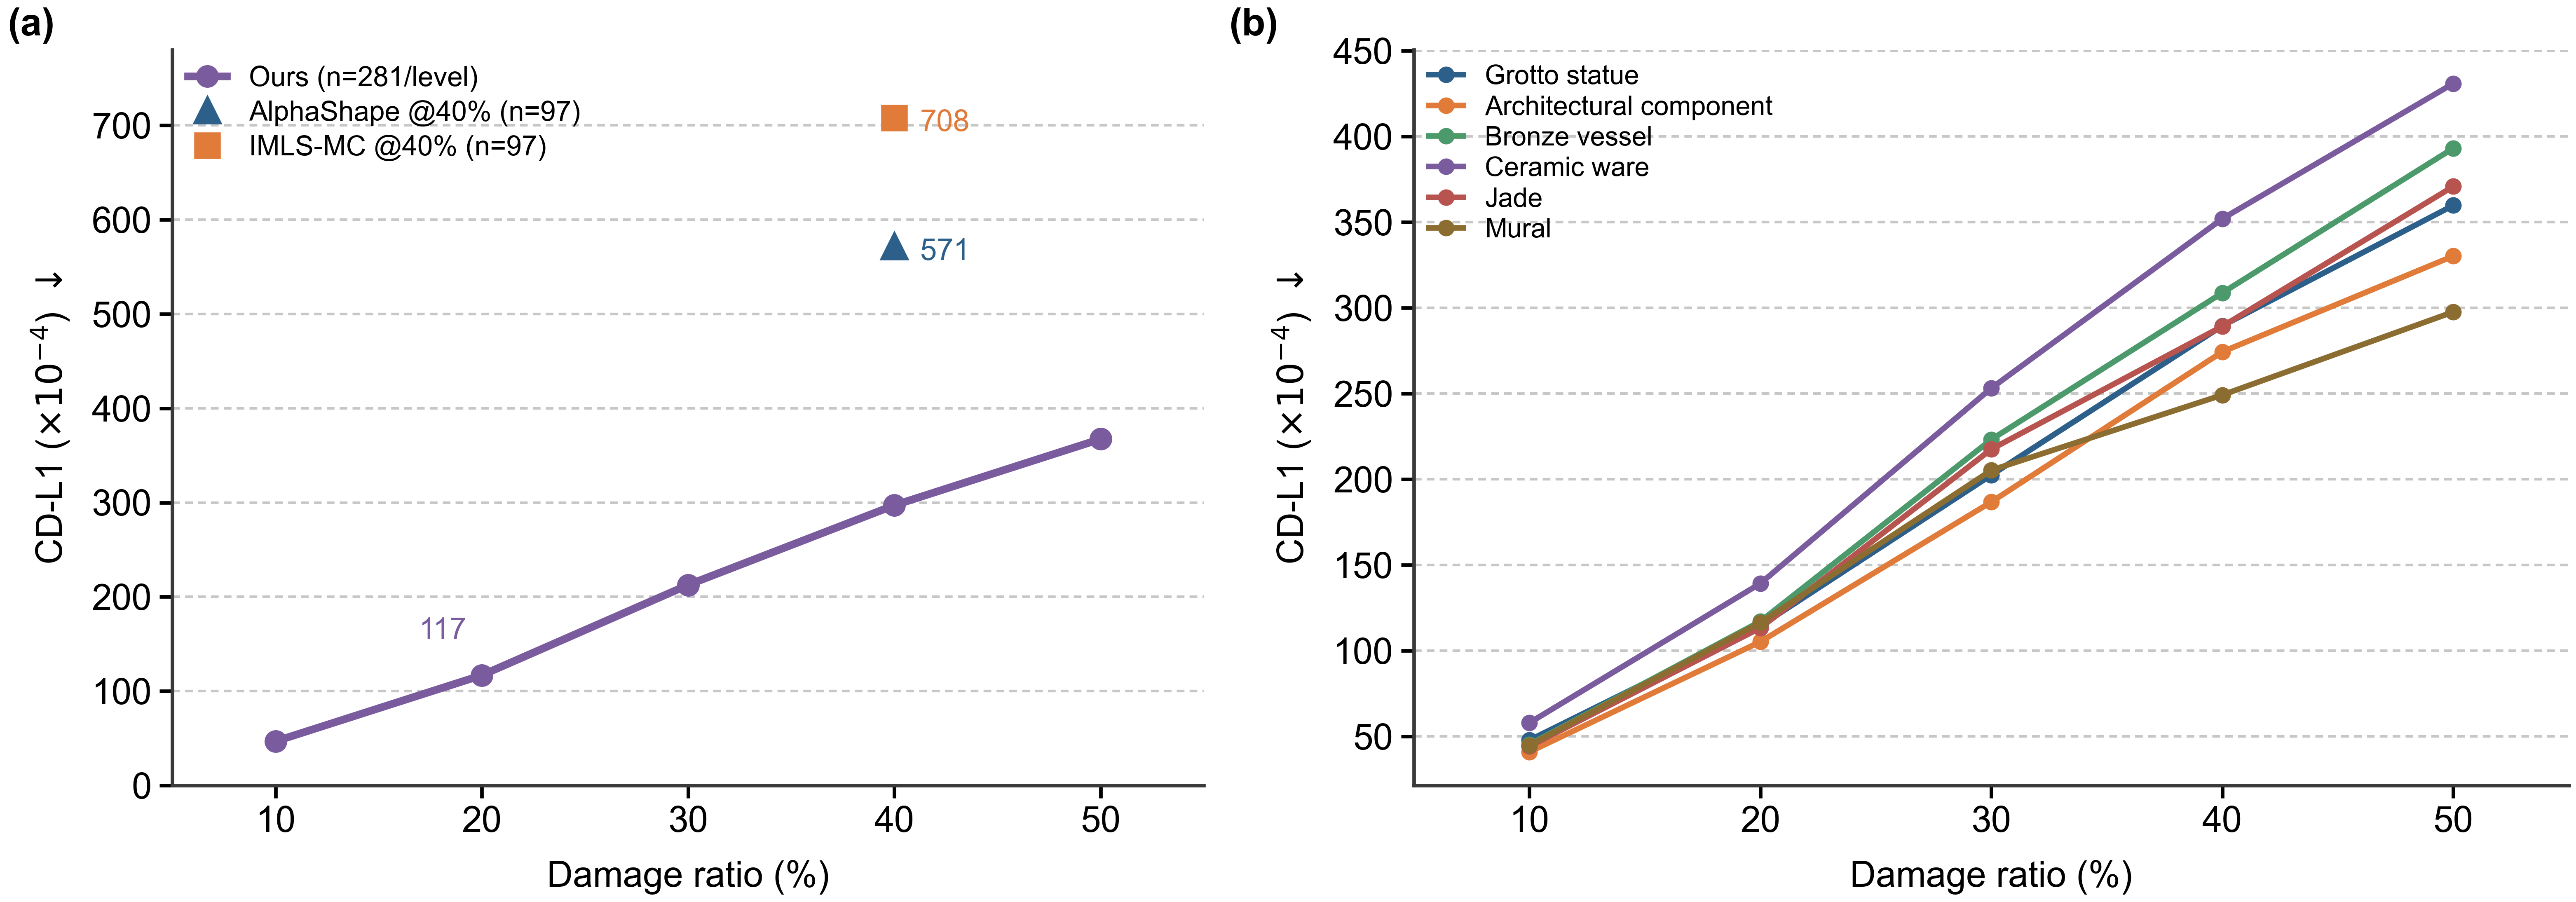 (a)
Ours (n=281/level)
AlphaShape @40% (n=97)
IMLS-MC @40% (n=97)
708
571
117
700
600
500
400
300
200
100
0
10 20 30 40 50
CD-L1 (×10⁻⁴) ↓
Damage ratio (%)
(b)
Grotto statue
Architectural component
Bronze vessel
Ceramic ware
Jade
Mural
450
400
350
300
250
200
150
100
50
10 20 30 40 50
CD-L1 (×10⁻⁴) ↓
Damage ratio (%)